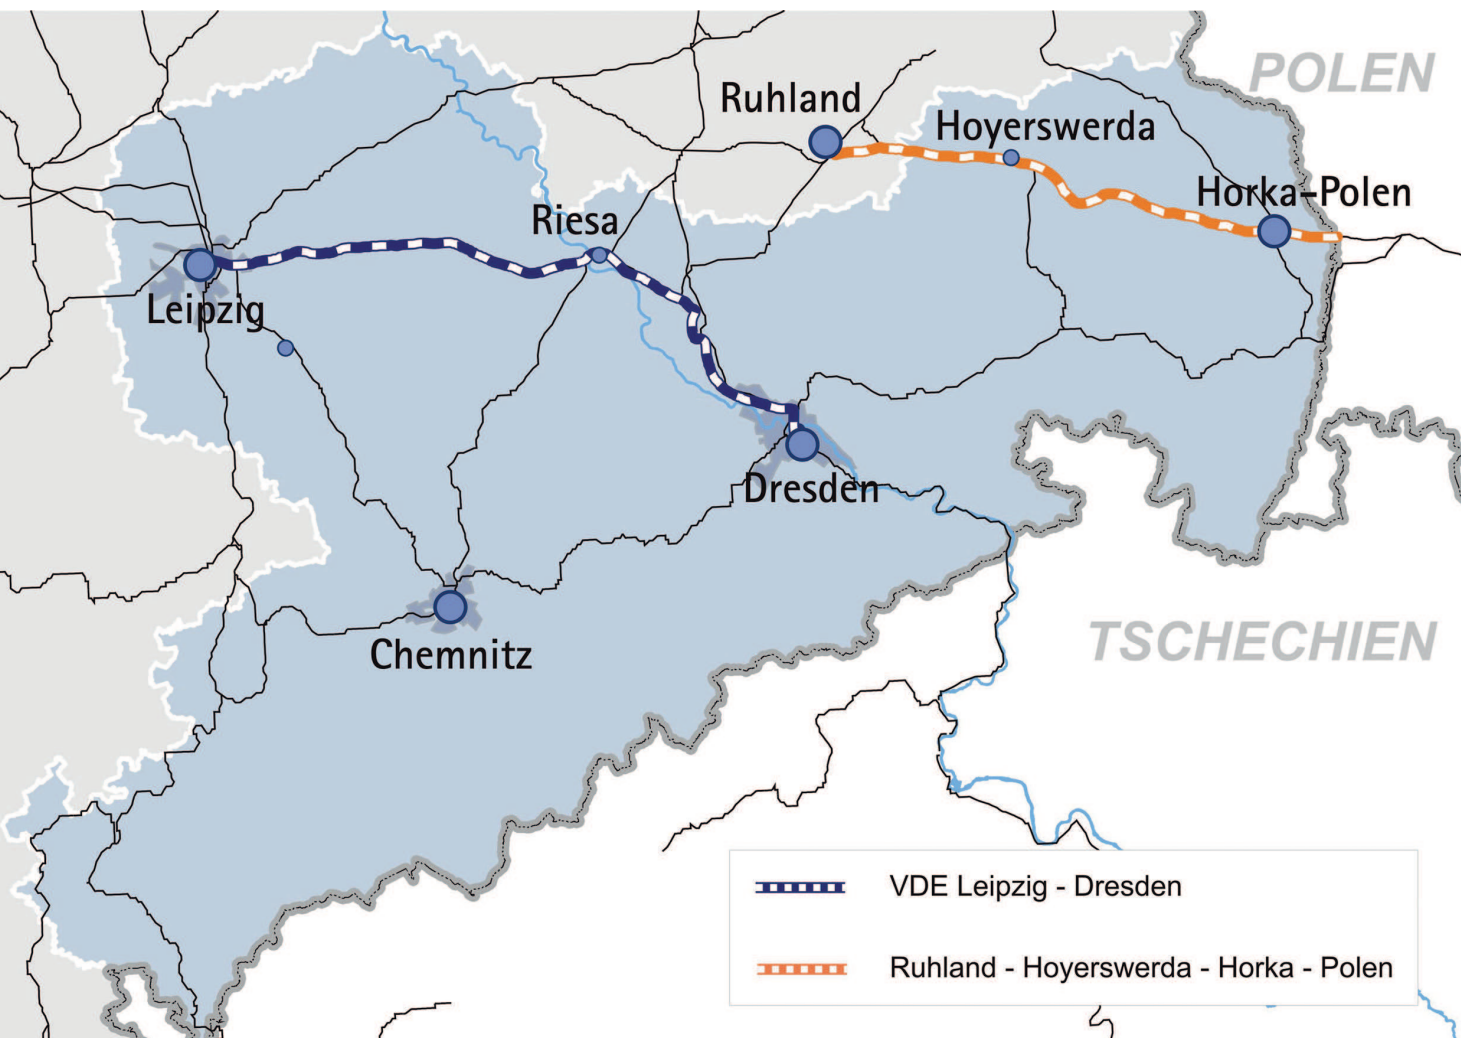 POLEN
Ruhland
Hoyerswerda
Horka-Polen
Riesa
Leipzig
Dresden
Chemnitz
TSCHECHIEN
VDE Leipzig - Dresden
Ruhland - Hoyerswerda - Horka - Polen